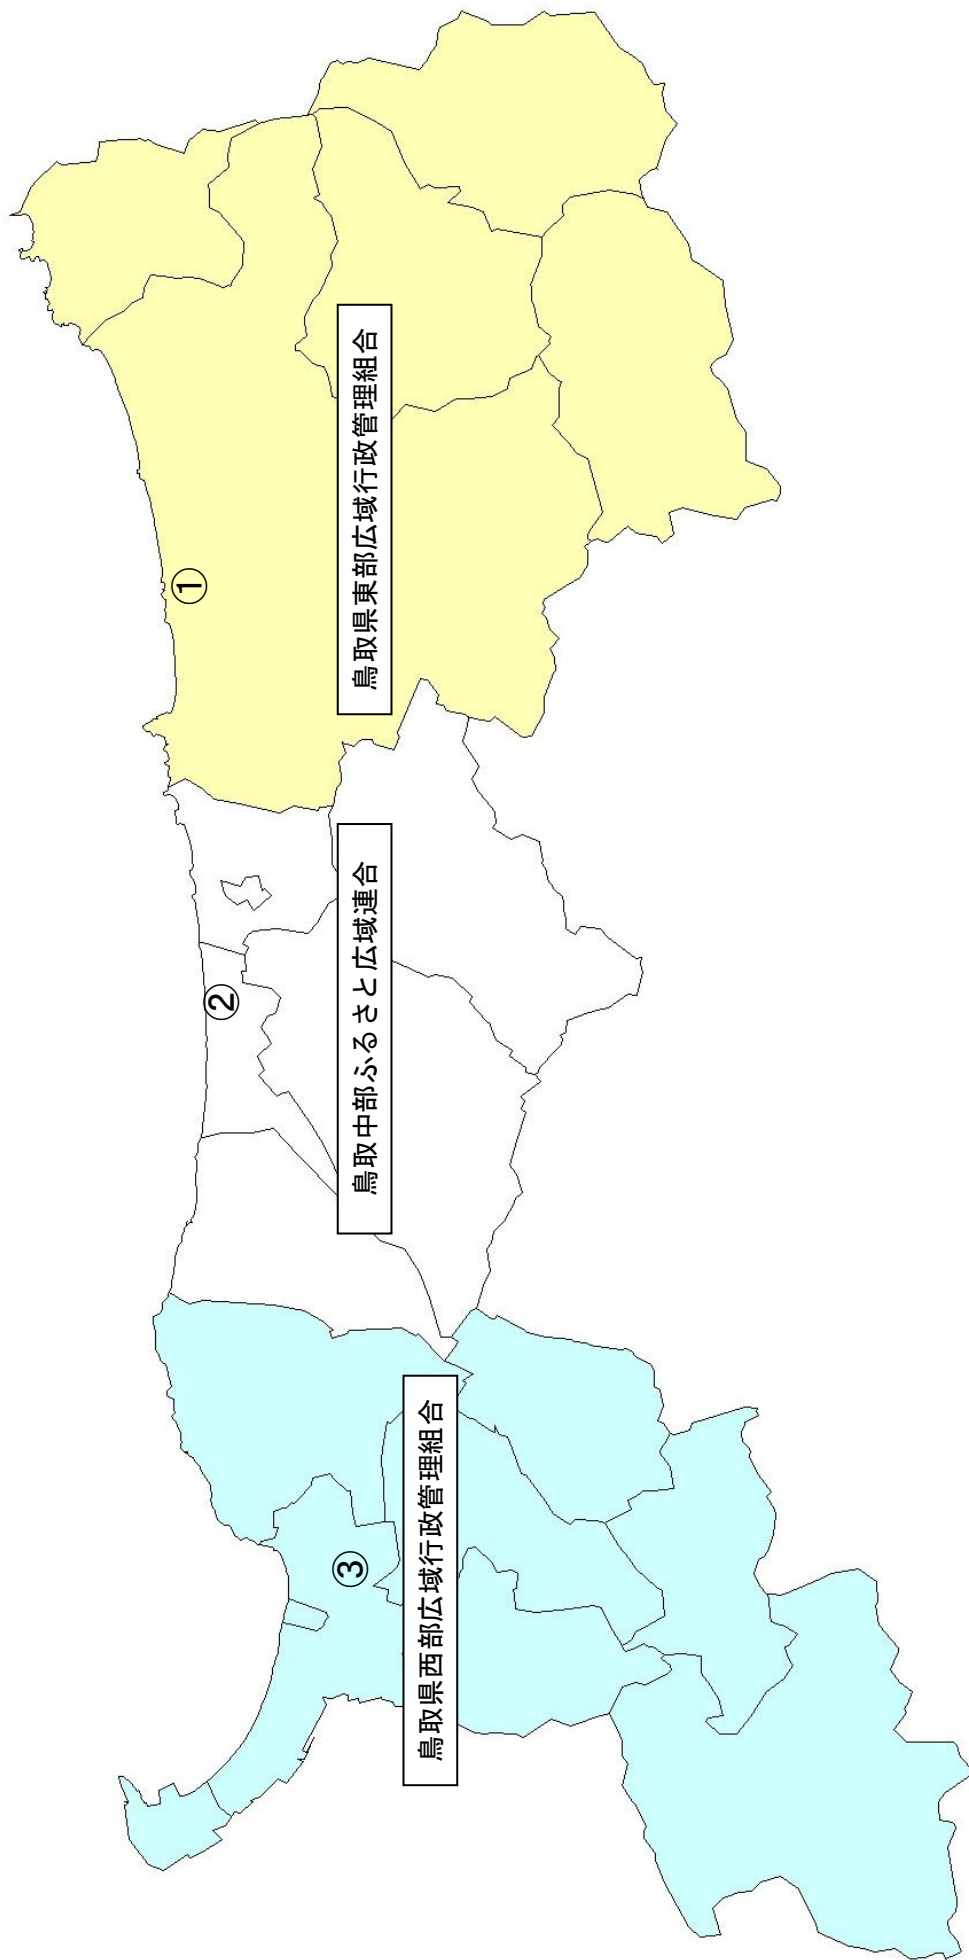 ①
鳥取県東部広域行政管理組合
②
鳥取中部ふるさと広域連合
③
鳥取県西部広域行政管理組合